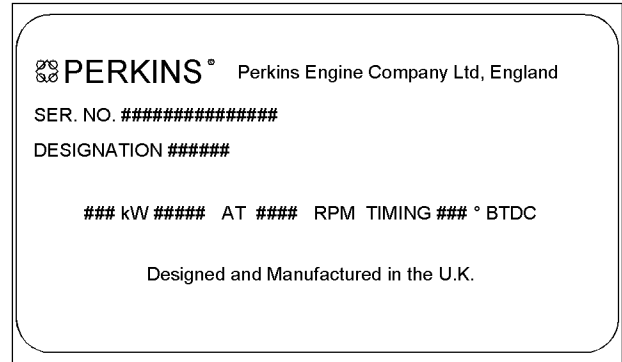 PERKINS® Perkins Engine Company Ltd, England
SER. NO. ###############
DESIGNATION ######
### kW ##### AT #### RPM TIMING ### ° BTDC
Designed and Manufactured in the U.K.